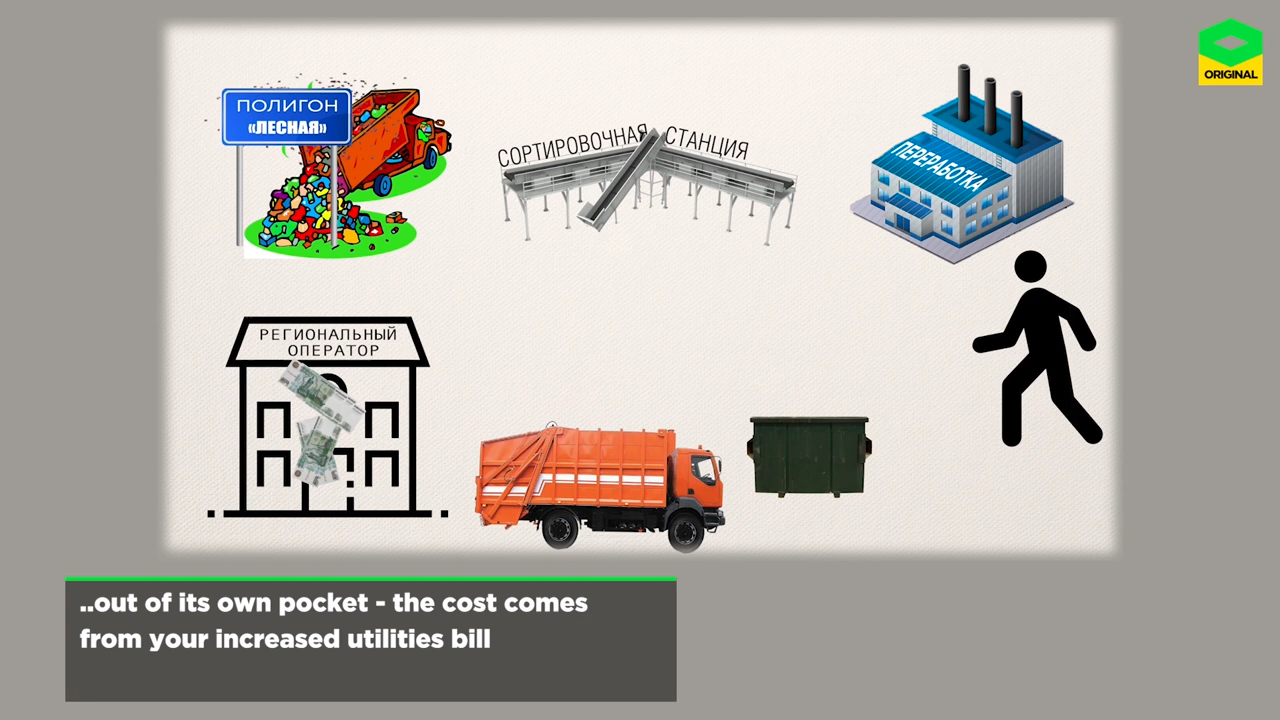 ORIGINAL
ПОЛИГОН
«ЛЕСНАЯ»
СОРТИРОВОЧНАЯ СТАНЦИЯ
ПЕРЕРАБОТКА
РЕГИОНАЛЬНЫЙ
ОПЕРАТОР
..out of its own pocket - the cost comes
from your increased utilities bill